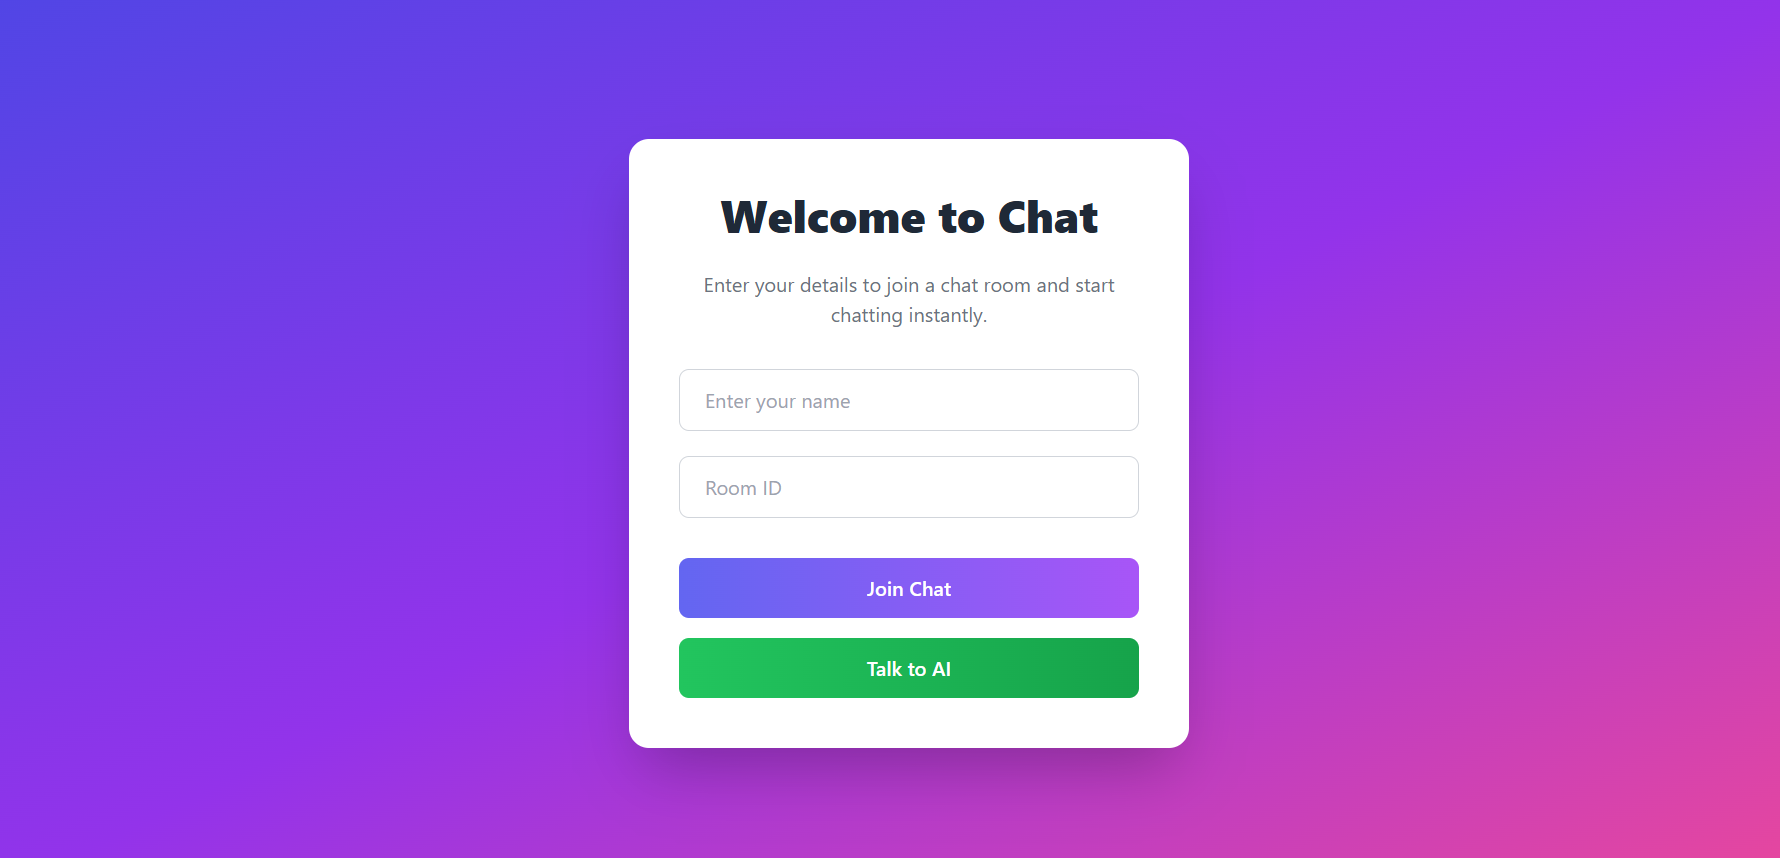 Welcome to Chat
Enter your details to join a chat room and start
chatting instantly.
Enter your name
Room ID
Join Chat
Talk to AI